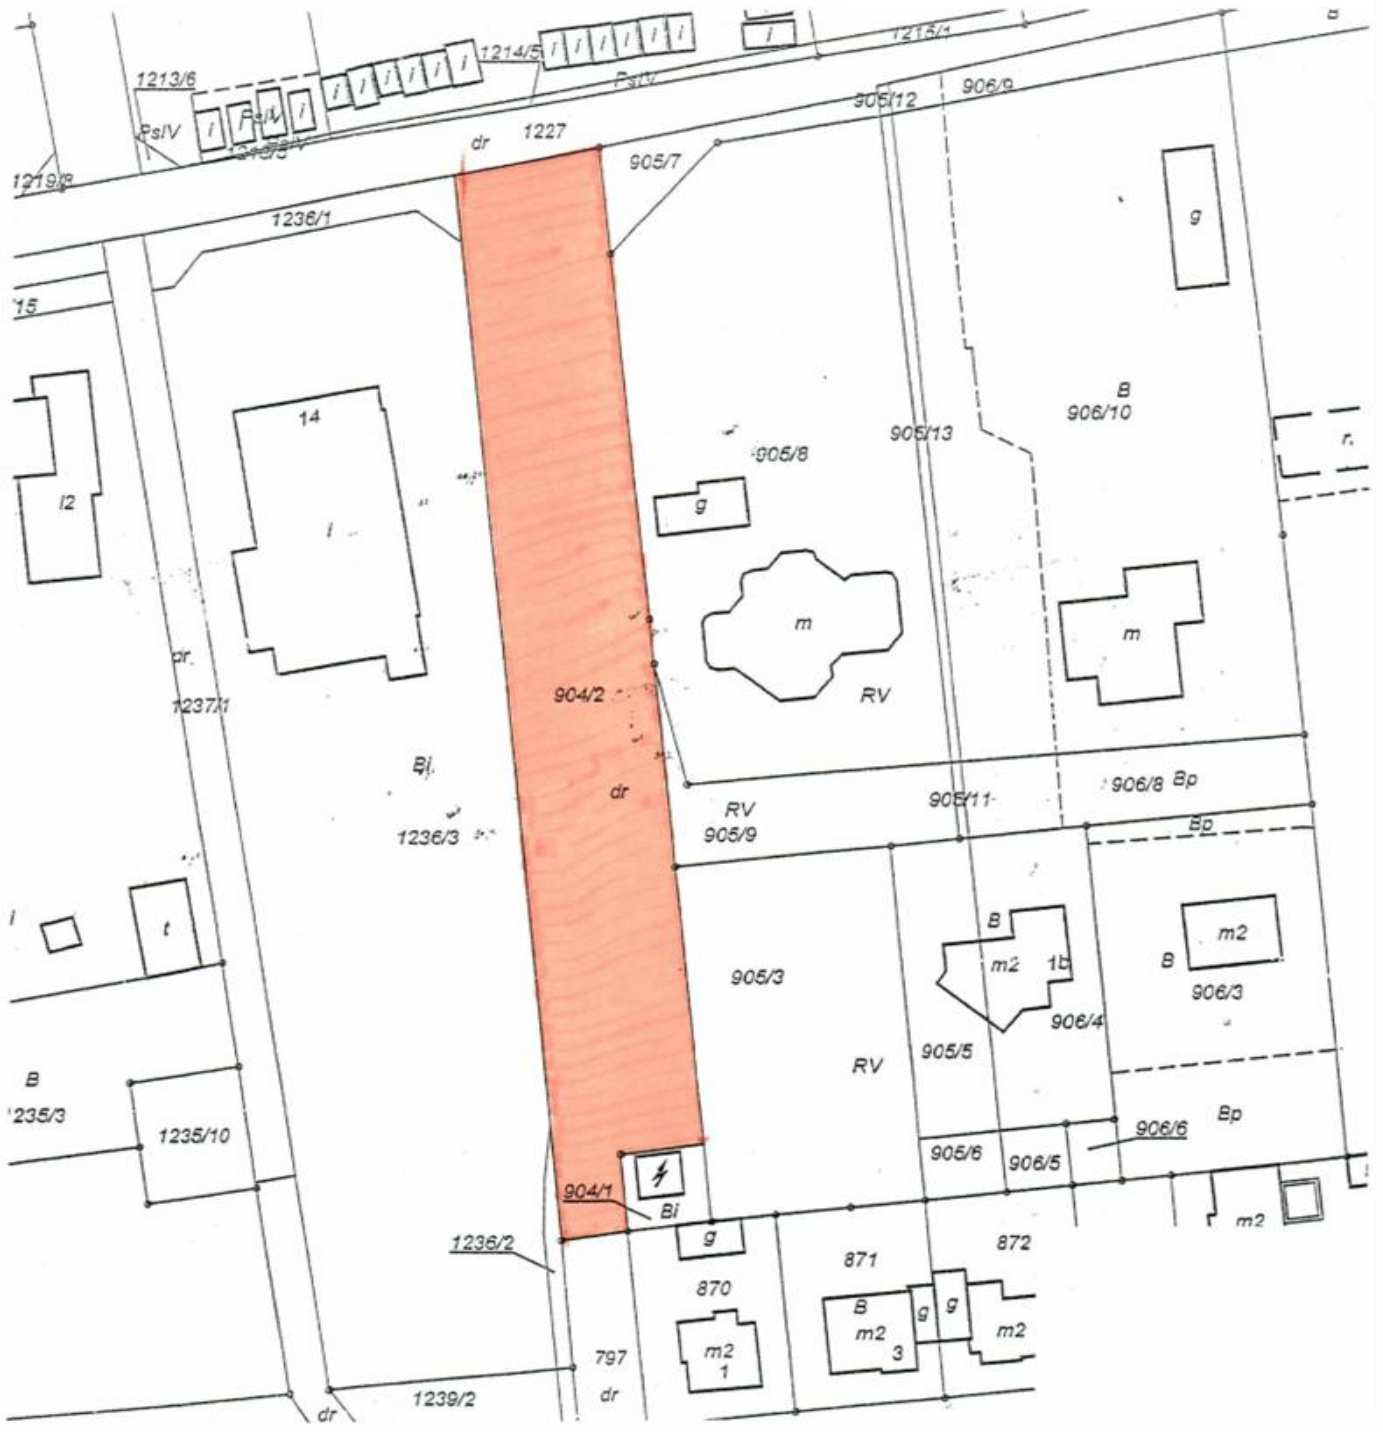 B
i
i
i
i
i
i
i
1214/5
1215/1
1213/6
PsIV
i
i
i
i
i
i
906/9
905/12
i
i
i
PsIV
PsIV
1227
dr
905/7
1219/8
1236/1
g
14
B
906/10
905/13
905/8
r.
g
i2
i
m
m
dr
904/2
RV
1237/1
Bi
dr
906/8
Bp
905/11
RV
905/9
1236/3
Bp
i
t
B
m2
m2
1b
B
905/3
906/3
906/4
905/5
RV
B
1235/3
1235/10
Bp
906/6
905/6
906/5
904/1
Bi
m2
1236/2
g
872
871
870
B
g
g
m2
m2
3
m2
1
797
dr
1239/2
dr